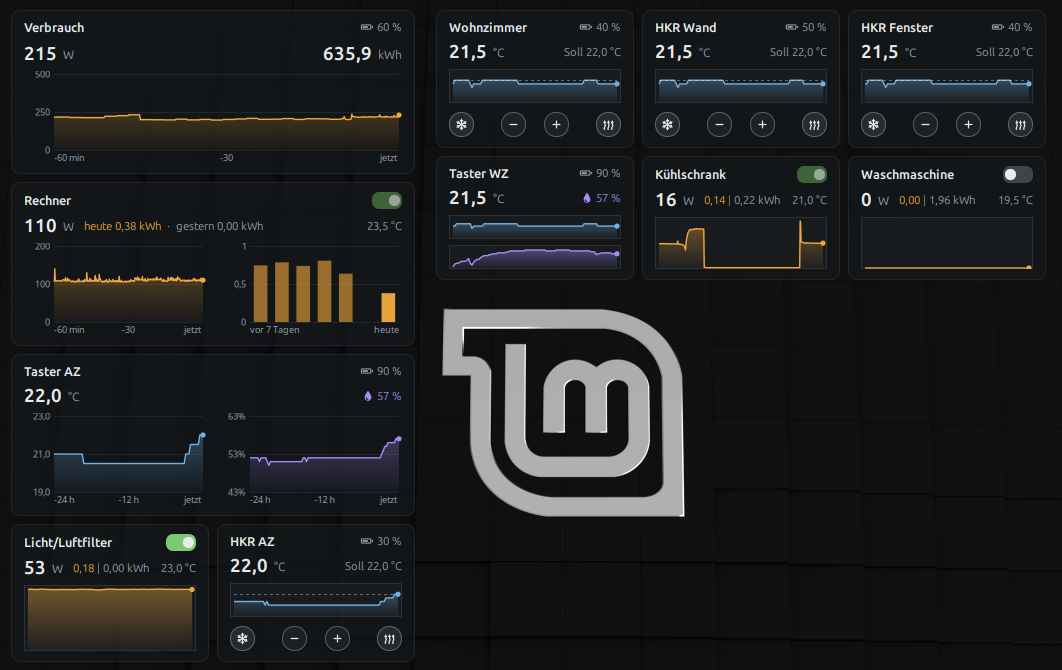 Verbrauch 60 %
215 W 635,9 kWh
500
250
0
-60 min -30 jetzt
Rechner
110 W heute 0,38 kWh · gestern 0,00 kWh 23,5 °C
200 1
100 0,5
0 0
-60 min -30 jetzt vor 7 Tagen heute
Taster AZ 90 %
22,0 °C 57 %
23,0 63%
21,0 53%
19,0 43%
-24 h -12 h jetzt -24 h -12 h jetzt
Licht/Luftfilter
53 W 0,18 | 0,00 kWh 23,0 °C
HKR AZ 30 %
22,0 °C Soll 22,0 °C
− +
Wohnzimmer 40 %
21,5 °C Soll 22,0 °C
− +
HKR Wand 50 %
21,5 °C Soll 22,0 °C
− +
HKR Fenster 40 %
21,5 °C Soll 22,0 °C
− +
Taster WZ 90 %
21,5 °C 57 %
Kühlschrank
16 W 0,14 | 0,22 kWh 21,0 °C
Waschmaschine
0 W 0,00 | 1,96 kWh 19,5 °C